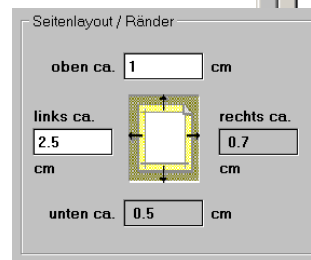 Seitenlayout / Ränder
oben ca. 1 cm
links ca. rechts ca.
2.5 0.7
cm cm
unten ca. 0.5 cm